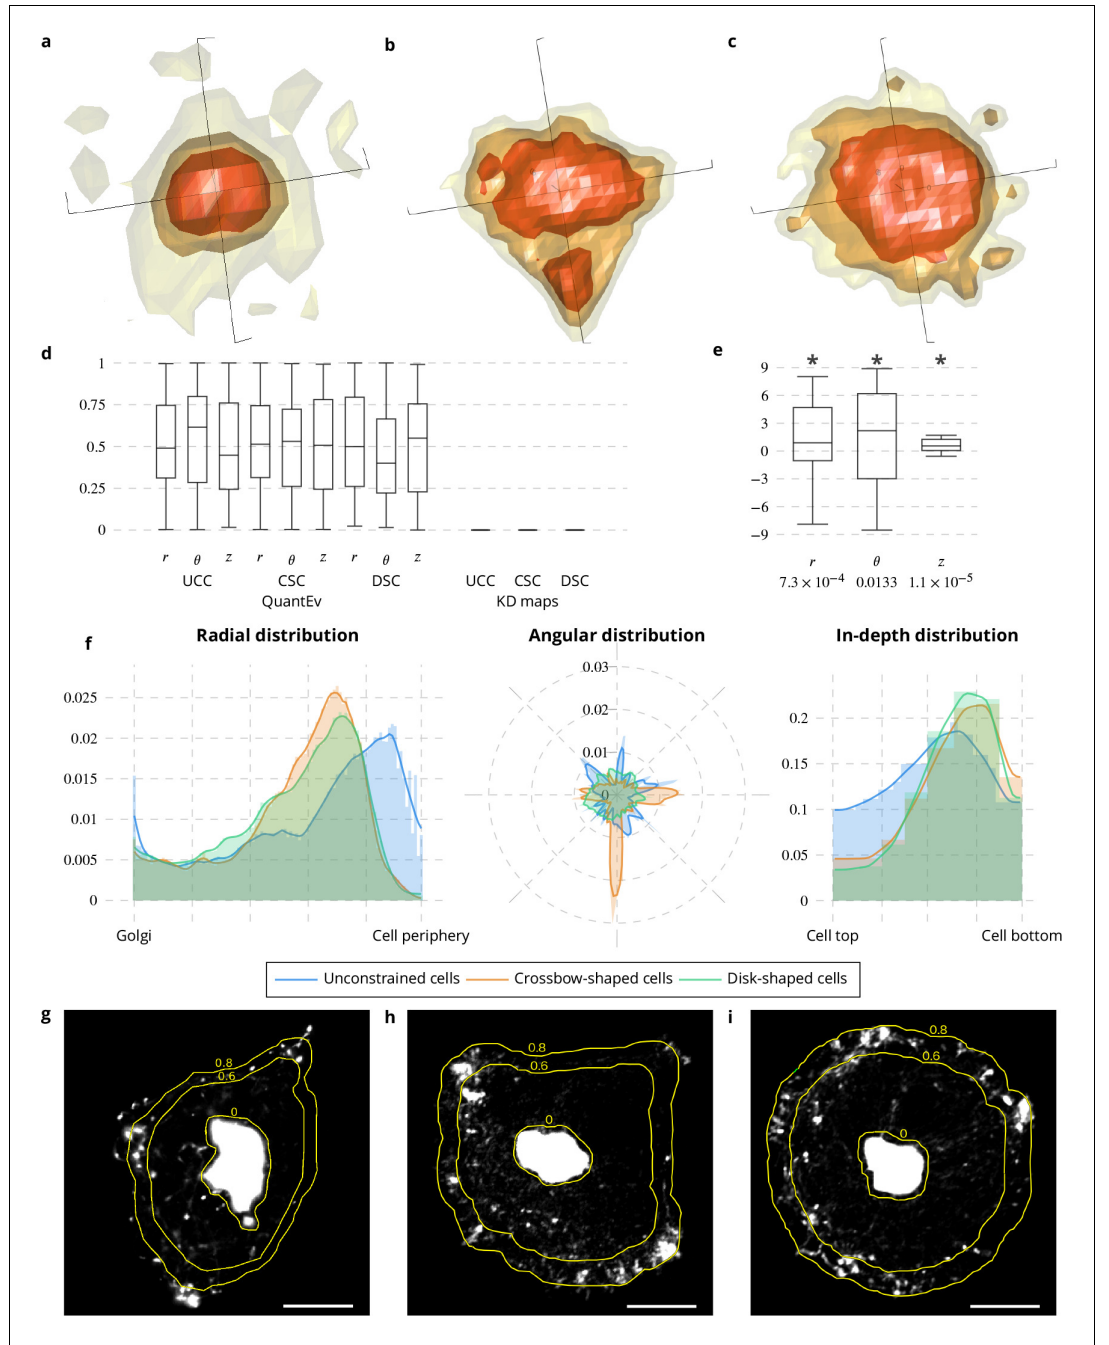 a
b
c
d
1
0.75
0.5
0.25
0
r θ z r θ z r θ z
UCC CSC DSC UCC CSC DSC
QuantEv KD maps
e
9
6
3
0
−3
−6
−9
* * *
r θ z
7.3 × 10⁻⁴ 0.0133 1.1 × 10⁻⁵
f
Radial distribution
0.025
0.02
0.015
0.01
0.005
0
Golgi Cell periphery
Angular distribution
0.03
0.02
0.01
0
In-depth distribution
0.2
0.15
0.1
0.05
0
Cell top Cell bottom
Unconstrained cells Crossbow-shaped cells Disk-shaped cells
g
0.8
0.6
0
h
0.8
0.6
0
i
0.8
0.6
0